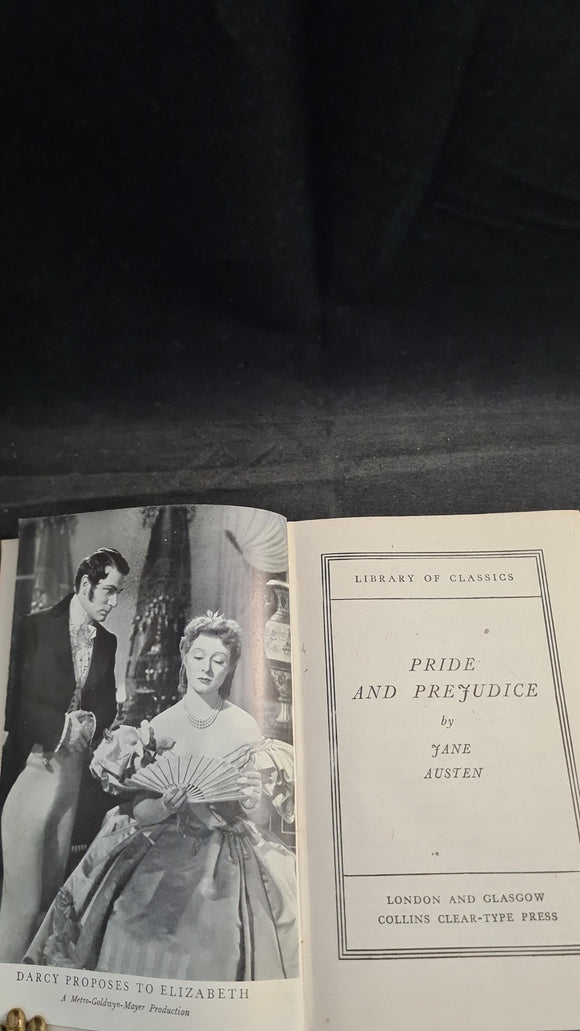 DARCY PROPOSES TO ELIZABETH
A Metro-Goldwyn-Mayer Production
LIBRARY OF CLASSICS
PRIDE
AND PREJUDICE
by
JANE
AUSTEN
LONDON AND GLASGOW
COLLINS CLEAR-TYPE PRESS